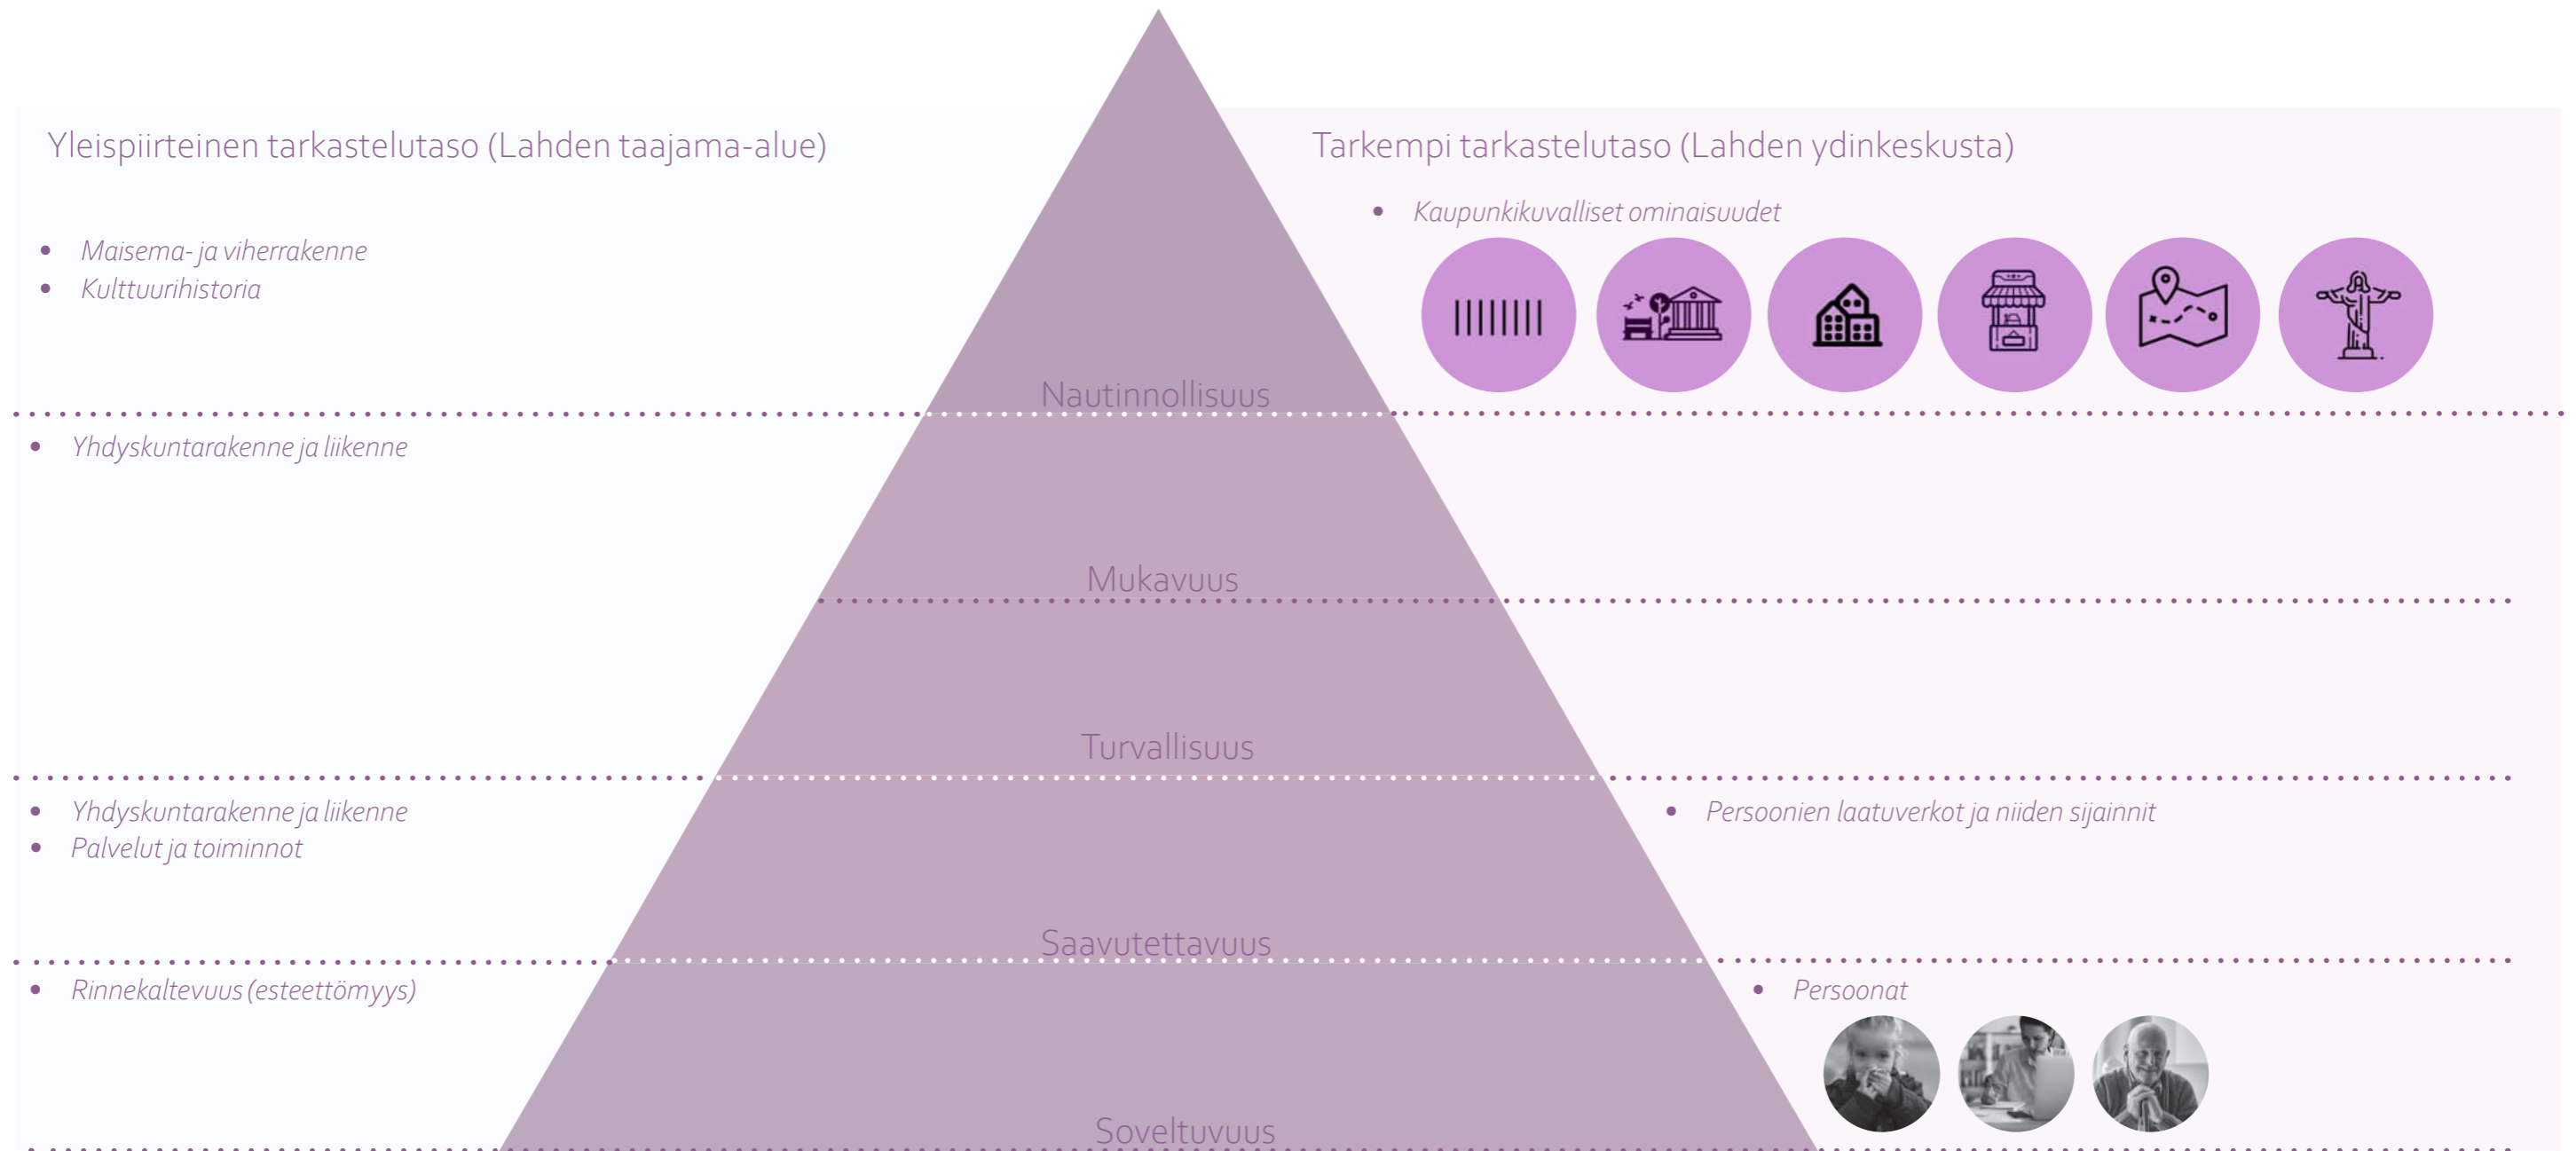 Yleispiirteinen tarkastelutaso (Lahden taajama-alue)
Tarkempi tarkastelutaso (Lahden ydinkeskusta)
• Kaupunkikuvalliset ominaisuudet
• Maisema- ja viherrakenne
• Kulttuurihistoria
Nautinnollisuus
• Yhdyskuntarakenne ja liikenne
Mukavuus
Turvallisuus
• Yhdyskuntarakenne ja liikenne
• Palvelut ja toiminnot
• Persoonien laatuverkot ja niiden sijainnit
Saavutettavuus
• Rinnekaltevuus (esteettömyys)
• Persoonat
Soveltuvuus